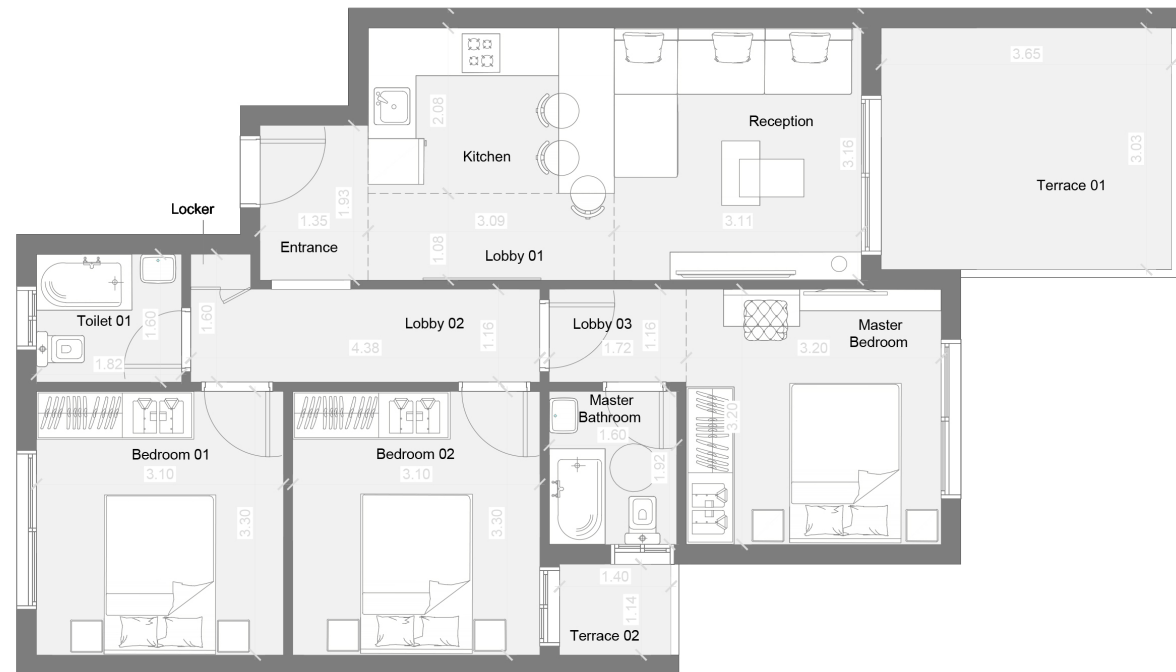 3.65
2.08
Reception
Kitchen
3.16
3.03
Terrace 01
Locker
1.35
1.93
3.09
3.11
Entrance
1.08
Lobby 01
Toilet 01
1.60
1.60
Lobby 02
1.16
Lobby 03
1.16
Master
Bedroom
1.82
4.38
1.72
3.20
Master
Bathroom
3.20
1.60
Bedroom 01
3.10
Bedroom 02
3.10
1.92
3.30
3.30
1.40
1.14
Terrace 02